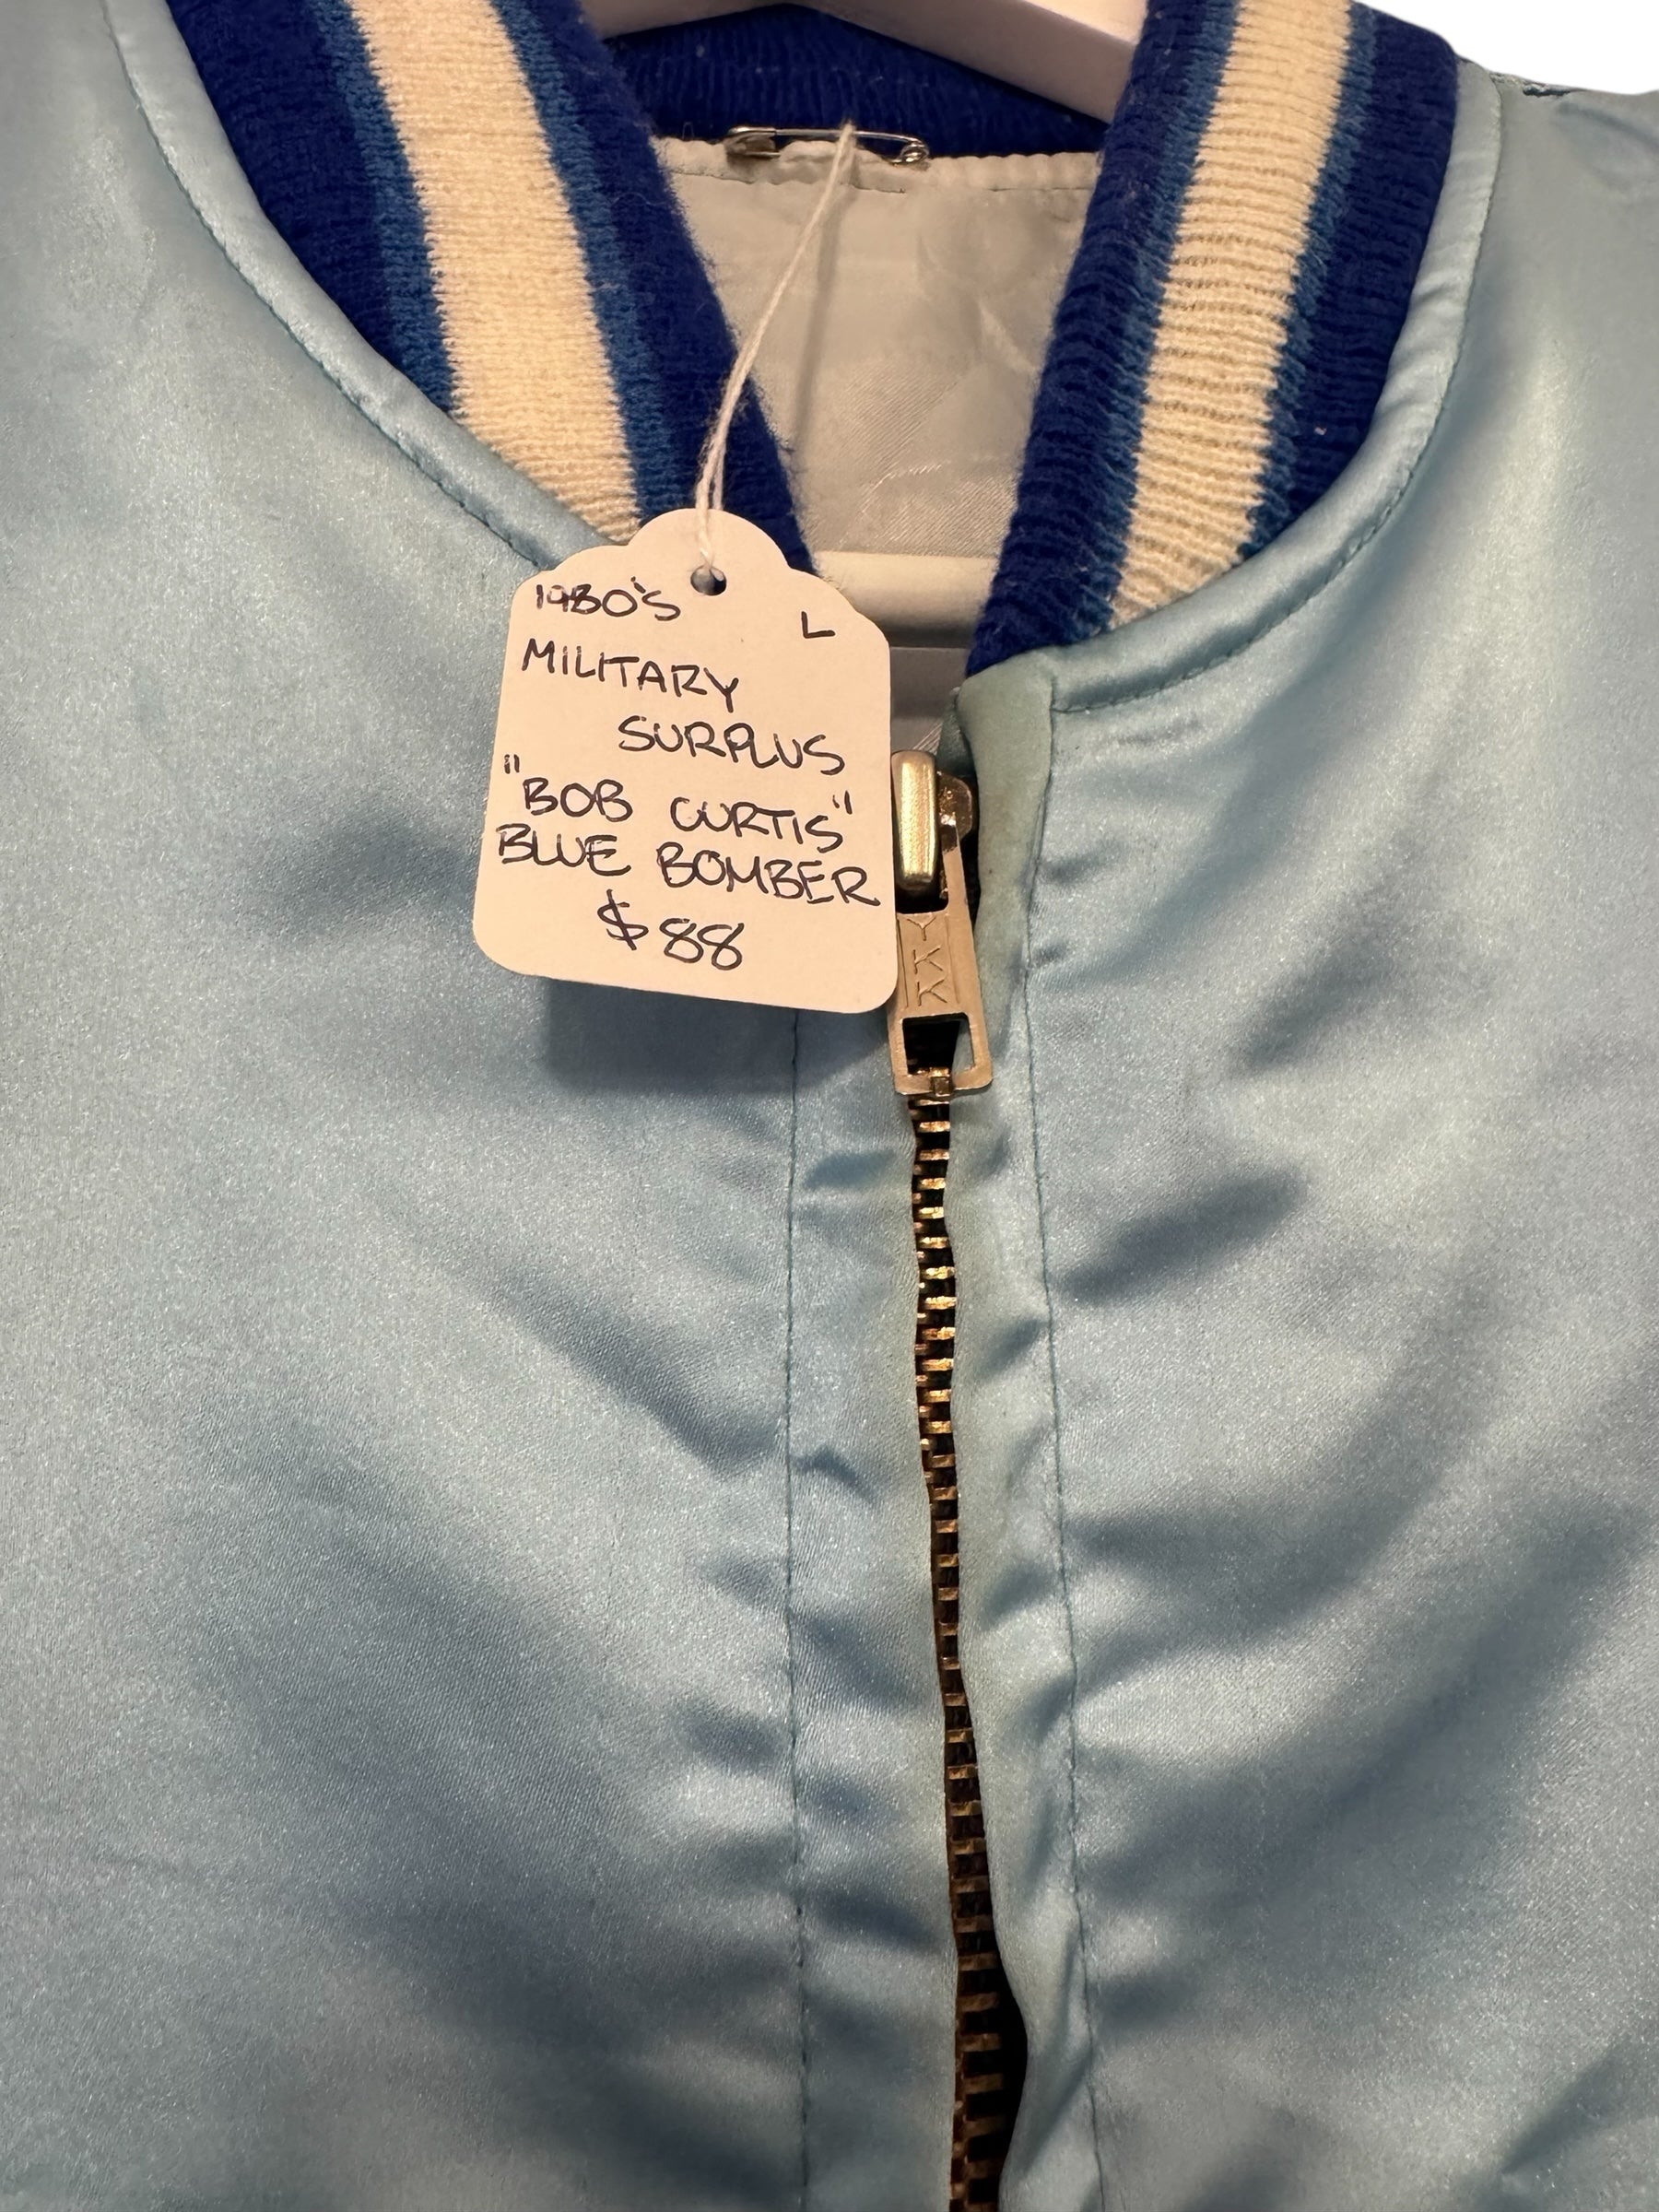 1980's L
MILITARY
SURPLUS
"BOB CURTIS"
BLUE BOMBER
$88
YKK